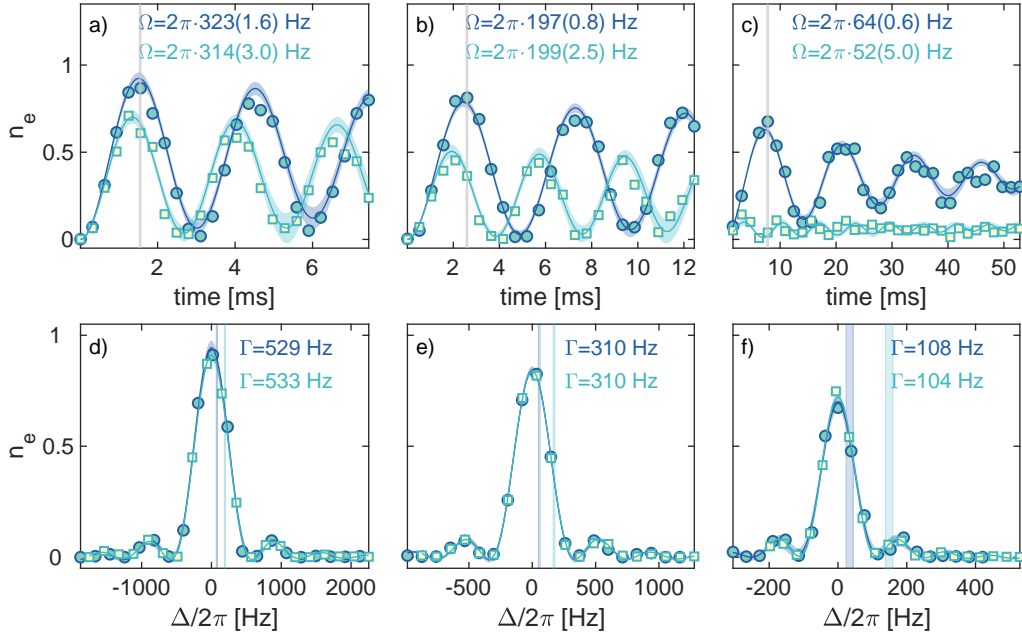 a)
Ω=2π·323(1.6) Hz
Ω=2π·314(3.0) Hz
1
0.5
0
n_e
2
4
6
time [ms]
b)
Ω=2π·197(0.8) Hz
Ω=2π·199(2.5) Hz
2
4
6
8
10
12
time [ms]
c)
Ω=2π·64(0.6) Hz
Ω=2π·52(5.0) Hz
10
20
30
40
50
time [ms]
d)
Γ=529 Hz
Γ=533 Hz
1
0.5
0
n_e
-1000
0
1000
2000
Δ/2π [Hz]
e)
Γ=310 Hz
Γ=310 Hz
-500
0
500
1000
Δ/2π [Hz]
f)
Γ=108 Hz
Γ=104 Hz
-200
0
200
400
Δ/2π [Hz]